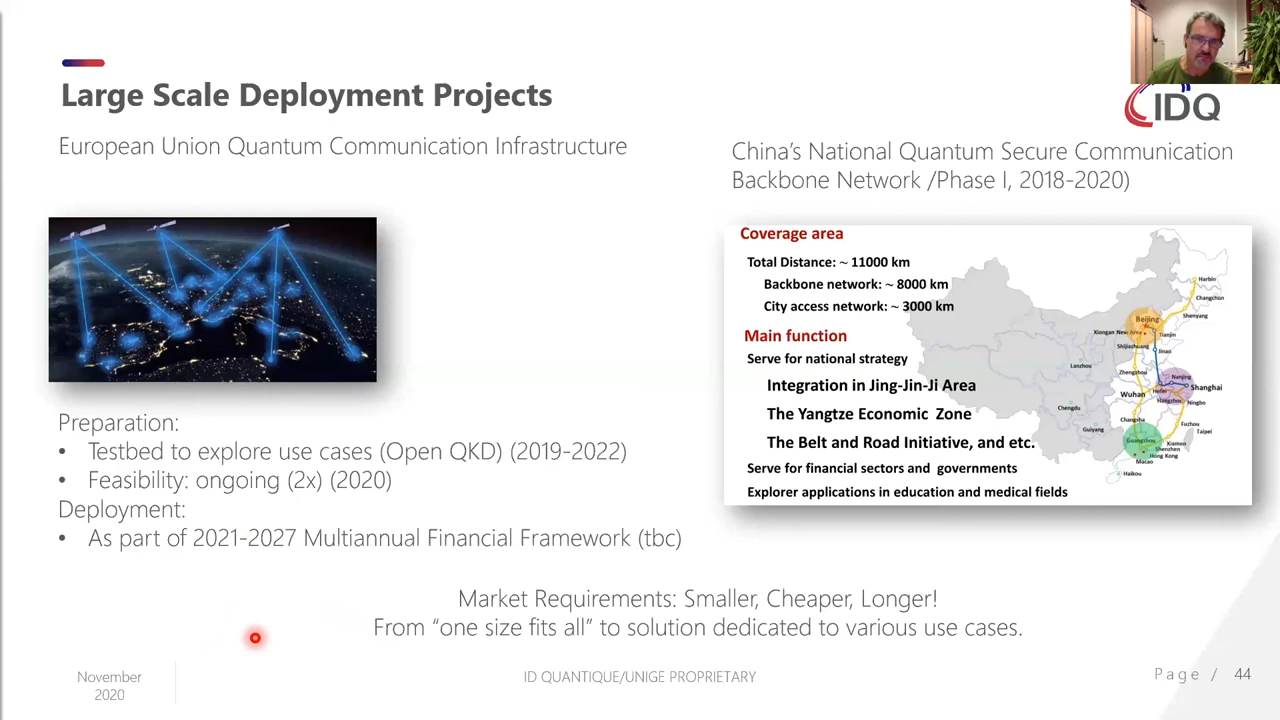 Large Scale Deployment Projects
IDQ
European Union Quantum Communication Infrastructure
China's National Quantum Secure Communication
Backbone Network /Phase I, 2018-2020)
Coverage area
Total Distance: ~ 11000 km
Backbone network: ~ 8000 km
City access network: ~ 3000 km
Main function
Serve for national strategy
Integration in Jing-Jin-Ji Area
The Yangtze Economic Zone
The Belt and Road Initiative, and etc.
Serve for financial sectors and governments
Explorer applications in education and medical fields
Harbin
Changchun
Shenyang
Beijing
Xiongan New Area
Tianjin
Shijiazhuang
Jinan
Lanzhou
Zhengzhou
Nanjing
Shanghai
Hefei
Wuhan
Hangzhou
Ningbo
Chengdu
Changsha
Fuzhou
Guiyang
Taipei
Guangzhou
Xiamen
Shenzhen
Hong Kong
Macao
Haikou
Preparation:
• Testbed to explore use cases (Open QKD) (2019-2022)
• Feasibility: ongoing (2x) (2020)
Deployment:
• As part of 2021-2027 Multiannual Financial Framework (tbc)
Market Requirements: Smaller, Cheaper, Longer!
From "one size fits all" to solution dedicated to various use cases.
November
2020
ID QUANTIQUE/UNIGE PROPRIETARY
Page / 44